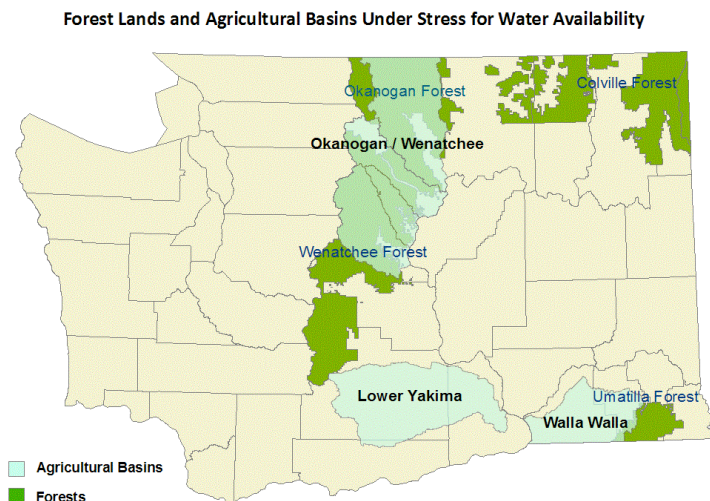 Forest Lands and Agricultural Basins Under Stress for Water Availability
Okanogan Forest
Colville Forest
Okanogan / Wenatchee
Wenatchee Forest
Lower Yakima
Umatilla Forest
Walla Walla
Agricultural Basins
Forests